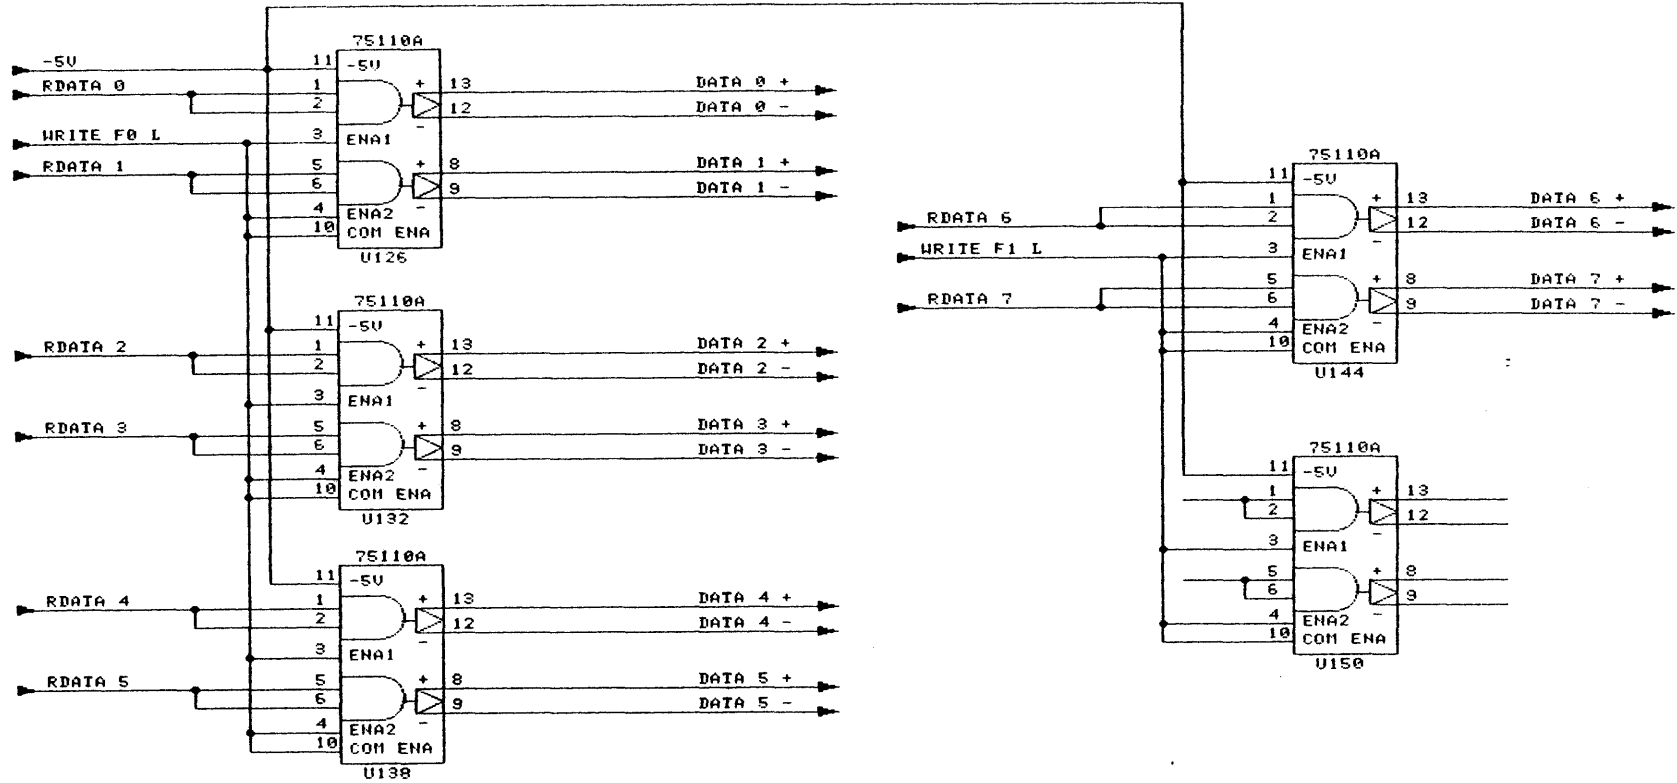 75110A
-5V
11 -5V
RDATA 0
1
2
+ 13 DATA 0 +
12 DATA 0 -
-
WRITE F0 L
3 ENA1
RDATA 1
5
6
+ 8 DATA 1 +
9 DATA 1 -
-
4 ENA2
10 COM ENA
U126
75110A
11 -5V
RDATA 2
1
2
+ 13 DATA 2 +
12 DATA 2 -
-
3 ENA1
RDATA 3
5
6
+ 8 DATA 3 +
9 DATA 3 -
-
4 ENA2
10 COM ENA
U132
75110A
11 -5V
RDATA 4
1
2
+ 13 DATA 4 +
12 DATA 4 -
-
3 ENA1
RDATA 5
5
6
+ 8 DATA 5 +
9 DATA 5 -
-
4 ENA2
10 COM ENA
U138
75110A
11 -5V
RDATA 6
1
2
+ 13 DATA 6 +
12 DATA 6 -
-
WRITE F1 L
3 ENA1
RDATA 7
5
6
+ 8 DATA 7 +
9 DATA 7 -
-
4 ENA2
10 COM ENA
U144
75110A
11 -5V
1
2
+ 13
12
-
3 ENA1
5
6
+ 8
9
-
4 ENA2
10 COM ENA
U150